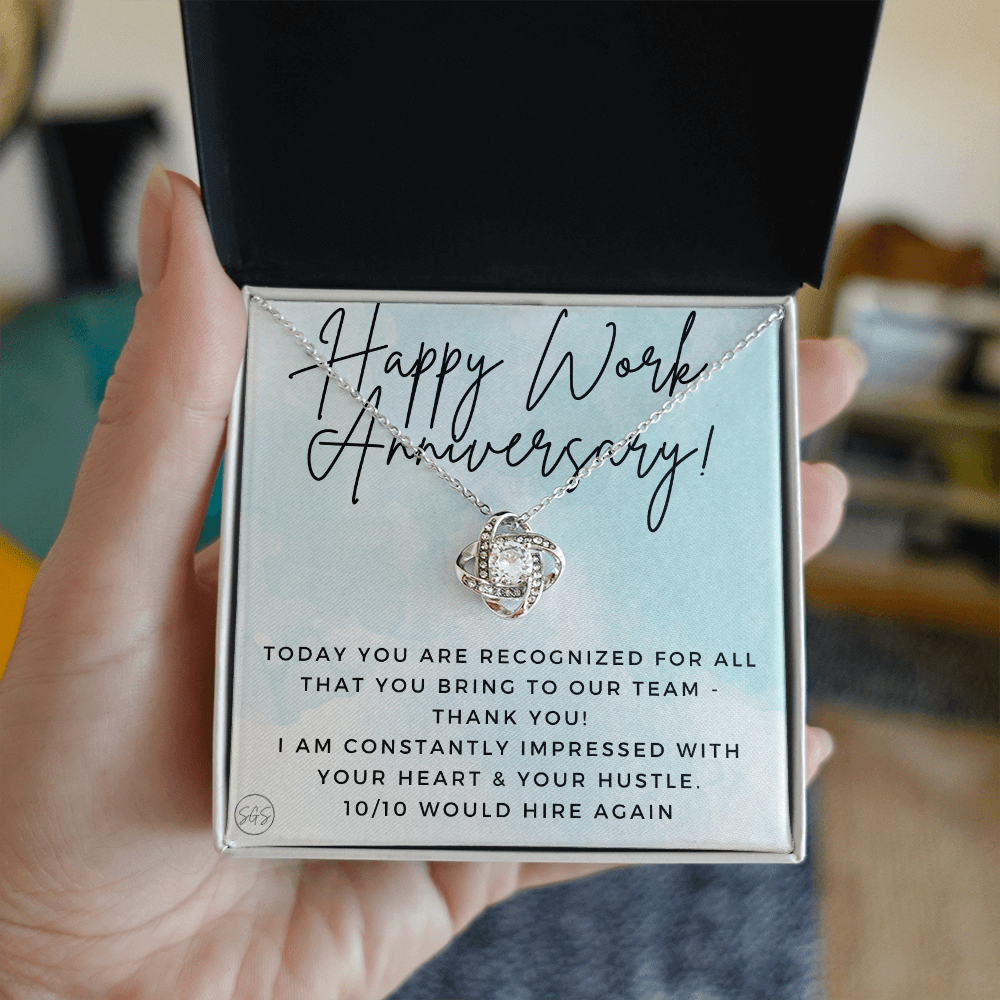 Happy Work
Anniversary!
TODAY YOU ARE RECOGNIZED FOR ALL
THAT YOU BRING TO OUR TEAM -
THANK YOU!
I AM CONSTANTLY IMPRESSED WITH
YOUR HEART & YOUR HUSTLE.
10/10 WOULD HIRE AGAIN
SGS